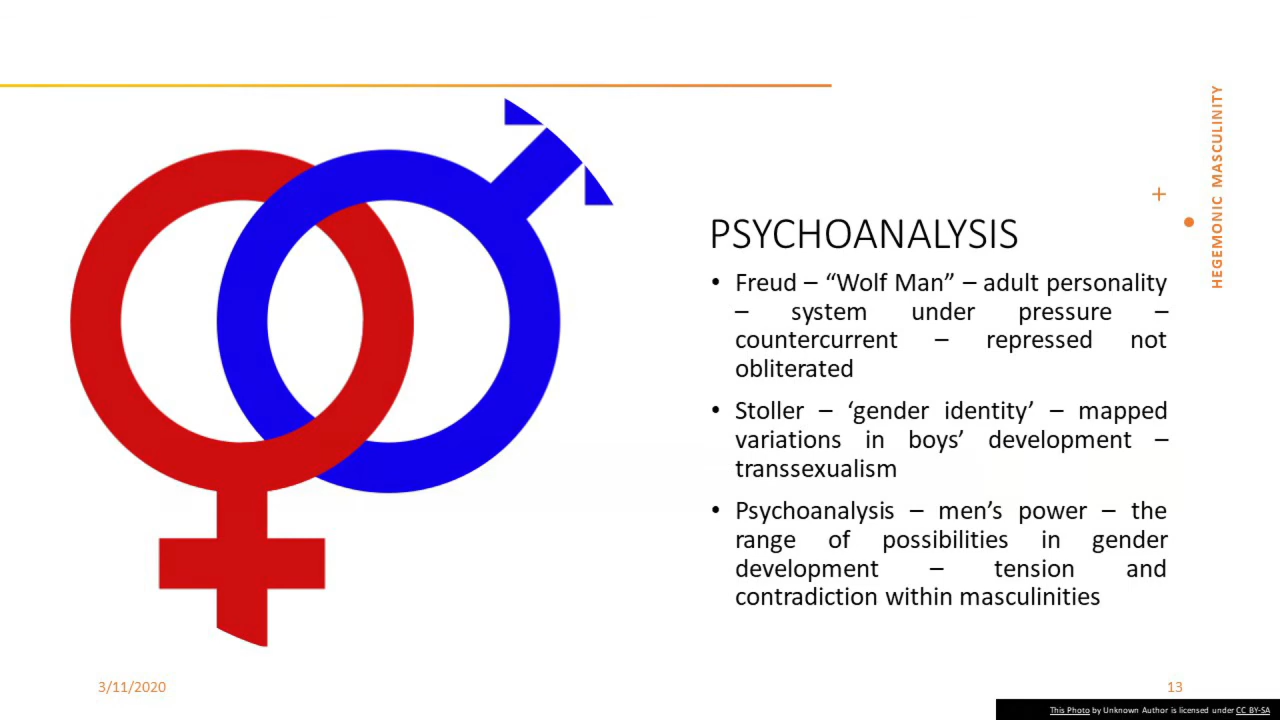 HEGEMONIC MASCULINITY
PSYCHOANALYSIS
• Freud – “Wolf Man” – adult personality
– system under pressure –
countercurrent – repressed not
obliterated
• Stoller – ‘gender identity’ – mapped
variations in boys’ development –
transsexualism
• Psychoanalysis – men’s power – the
range of possibilities in gender
development – tension and
contradiction within masculinities
3/11/2020
13
This Photo by Unknown Author is licensed under CC BY-SA